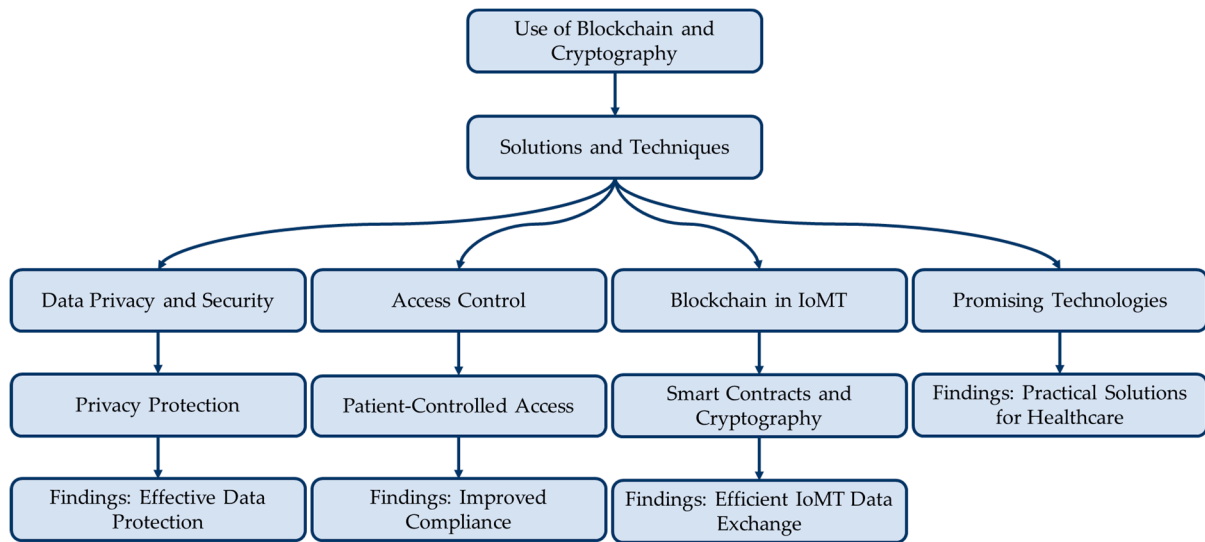 Use of Blockchain and
Cryptography
Solutions and Techniques
Data Privacy and Security
Access Control
Blockchain in IoMT
Promising Technologies
Privacy Protection
Patient-Controlled Access
Smart Contracts and
Cryptography
Findings: Practical Solutions
for Healthcare
Findings: Effective Data
Protection
Findings: Improved
Compliance
Findings: Efficient IoMT Data
Exchange